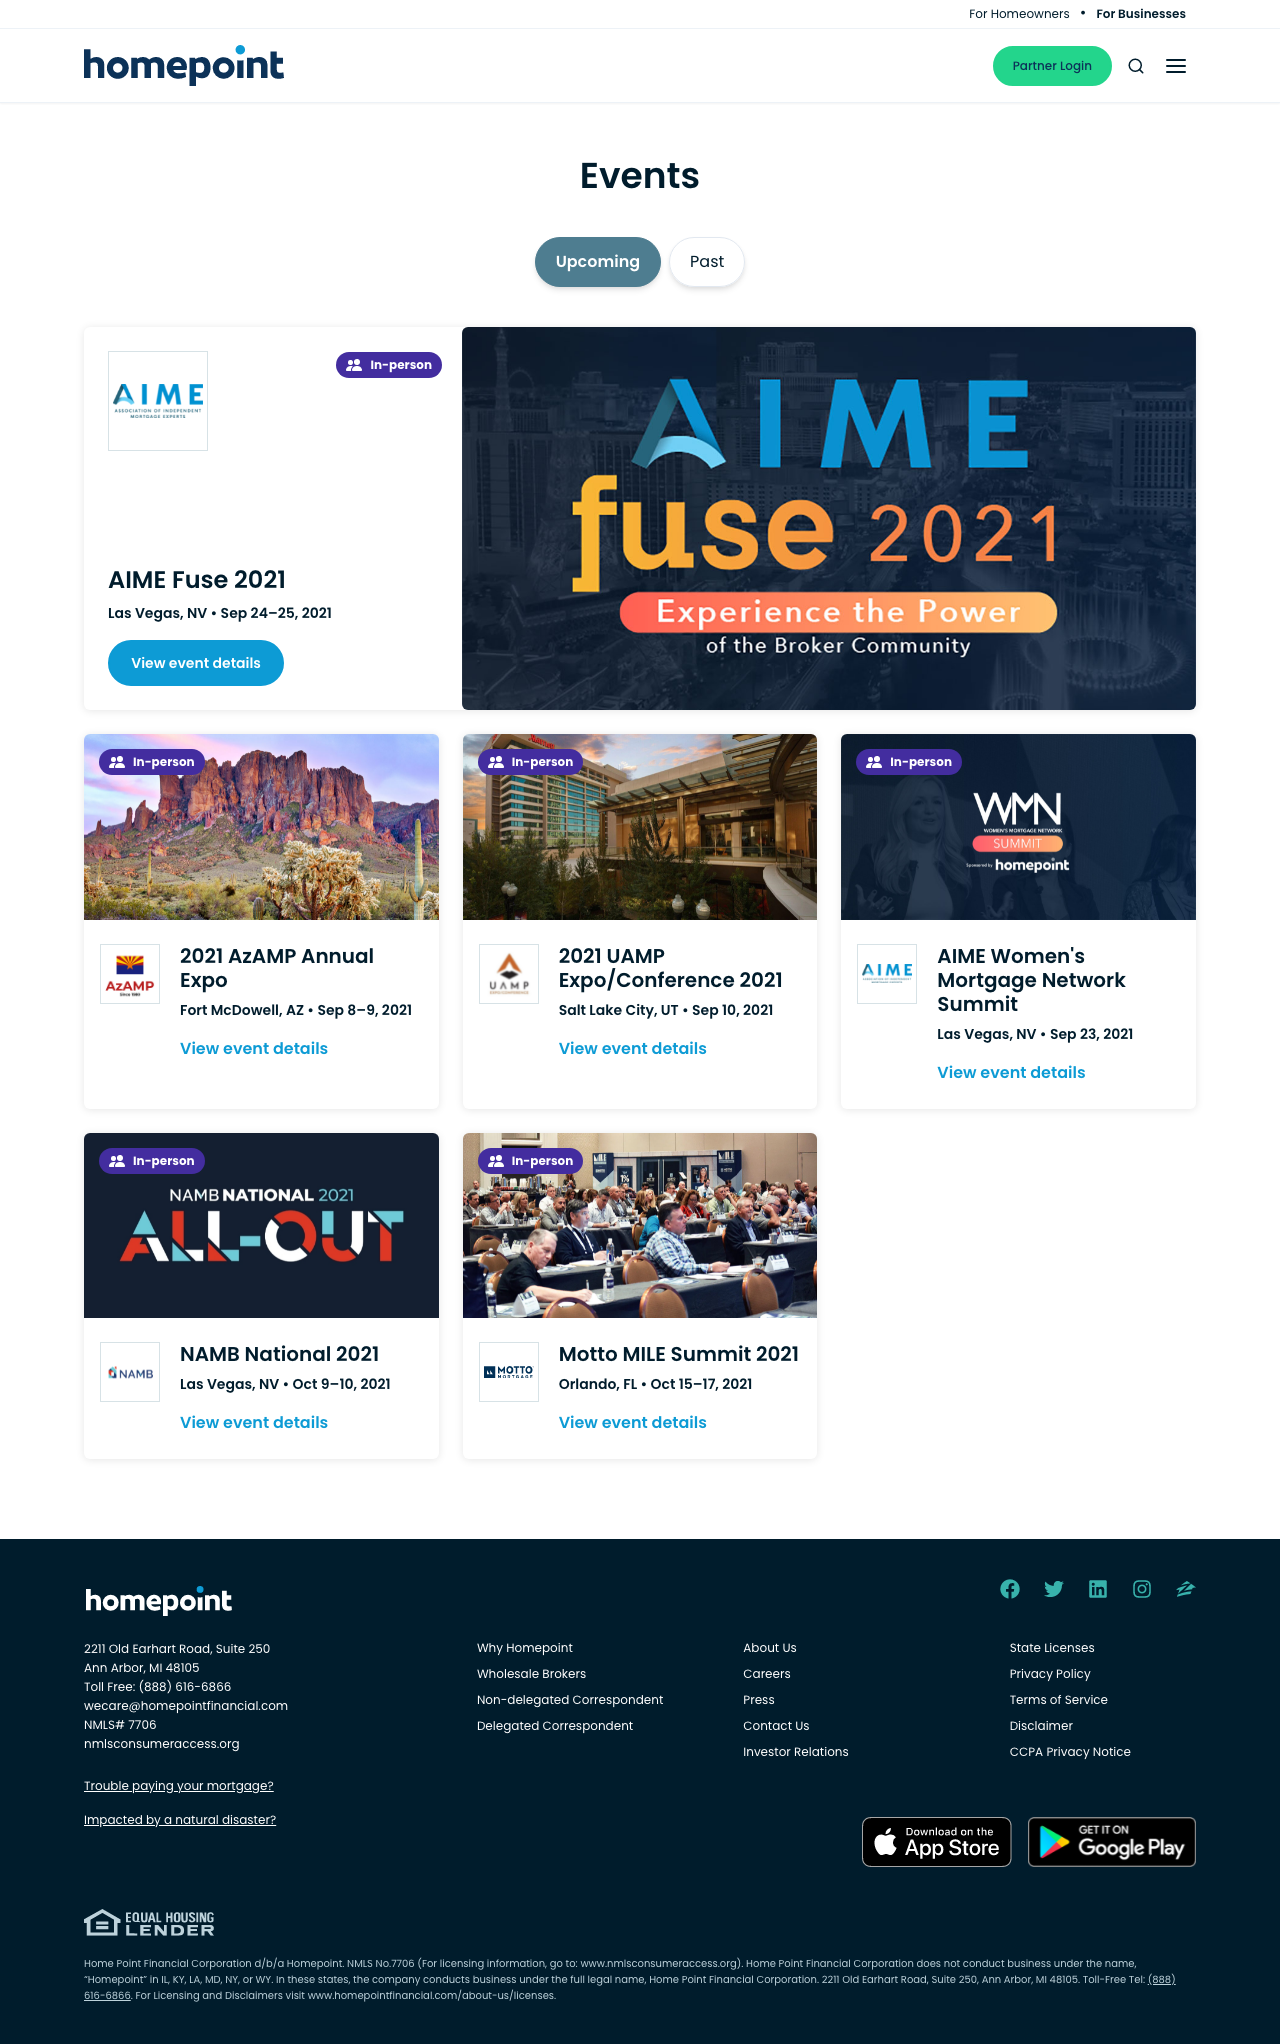 For Homeowners • For Businesses
homepoint
Partner Login
Events
Upcoming
Past
AIME
ASSOCIATION OF INDEPENDENT
MORTGAGE EXPERTS
In-person
AIME Fuse 2021
Las Vegas, NV • Sep 24–25, 2021
View event details
AIME
fuse 2021
Experience the Power
of the Broker Community
In-person
AzAMP
Since 1989
2021 AzAMP Annual
Expo
Fort McDowell, AZ • Sep 8–9, 2021
View event details
In-person
UAMP
EXPO/CONFERENCE
2021 UAMP
Expo/Conference 2021
Salt Lake City, UT • Sep 10, 2021
View event details
In-person
WMN
WOMEN'S MORTGAGE NETWORK
SUMMIT
Sponsored by homepoint
AIME
AIME Women's
Mortgage Network
Summit
Las Vegas, NV • Sep 23, 2021
View event details
In-person
NAMB NATIONAL 2021
ALL-OUT
NAMB
NAMB National 2021
Las Vegas, NV • Oct 9–10, 2021
View event details
In-person
MOTTO
MORTGAGE
Motto MILE Summit 2021
Orlando, FL • Oct 15–17, 2021
View event details
homepoint
2211 Old Earhart Road, Suite 250
Ann Arbor, MI 48105
Toll Free: (888) 616-6866
wecare@homepointfinancial.com
NMLS# 7706
nmlsconsumeraccess.org
Trouble paying your mortgage?
Impacted by a natural disaster?
Why Homepoint
Wholesale Brokers
Non-delegated Correspondent
Delegated Correspondent
About Us
Careers
Press
Contact Us
Investor Relations
State Licenses
Privacy Policy
Terms of Service
Disclaimer
CCPA Privacy Notice
Download on the
App Store
GET IT ON
Google Play
EQUAL HOUSING
LENDER
Home Point Financial Corporation d/b/a Homepoint. NMLS No.7706 (For licensing information, go to: www.nmlsconsumeraccess.org). Home Point Financial Corporation does not conduct business under the name,
“Homepoint” in IL, KY, LA, MD, NY, or WY. In these states, the company conducts business under the full legal name, Home Point Financial Corporation. 2211 Old Earhart Road, Suite 250, Ann Arbor, MI 48105. Toll-Free Tel: (888)
616-6866. For Licensing and Disclaimers visit www.homepointfinancial.com/about-us/licenses.